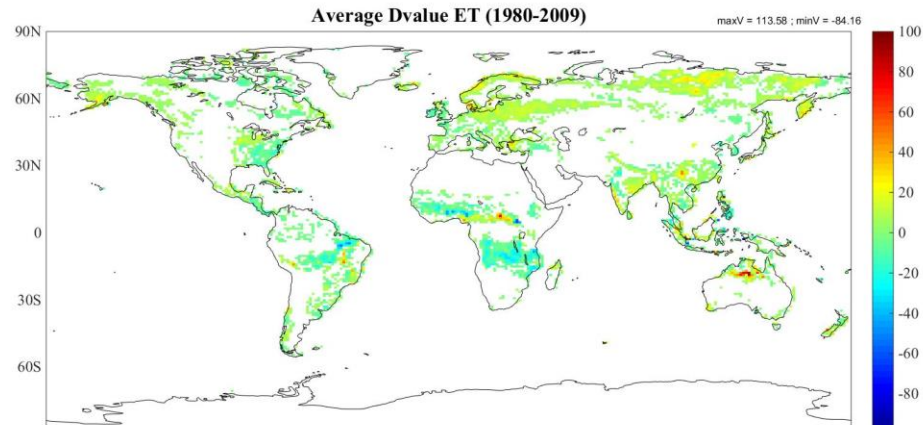 Average Dvalue ET (1980-2009)
maxV = 113.58 ; minV = -84.16
90N
60N
30N
0
30S
60S
100
80
60
40
20
0
-20
-40
-60
-80